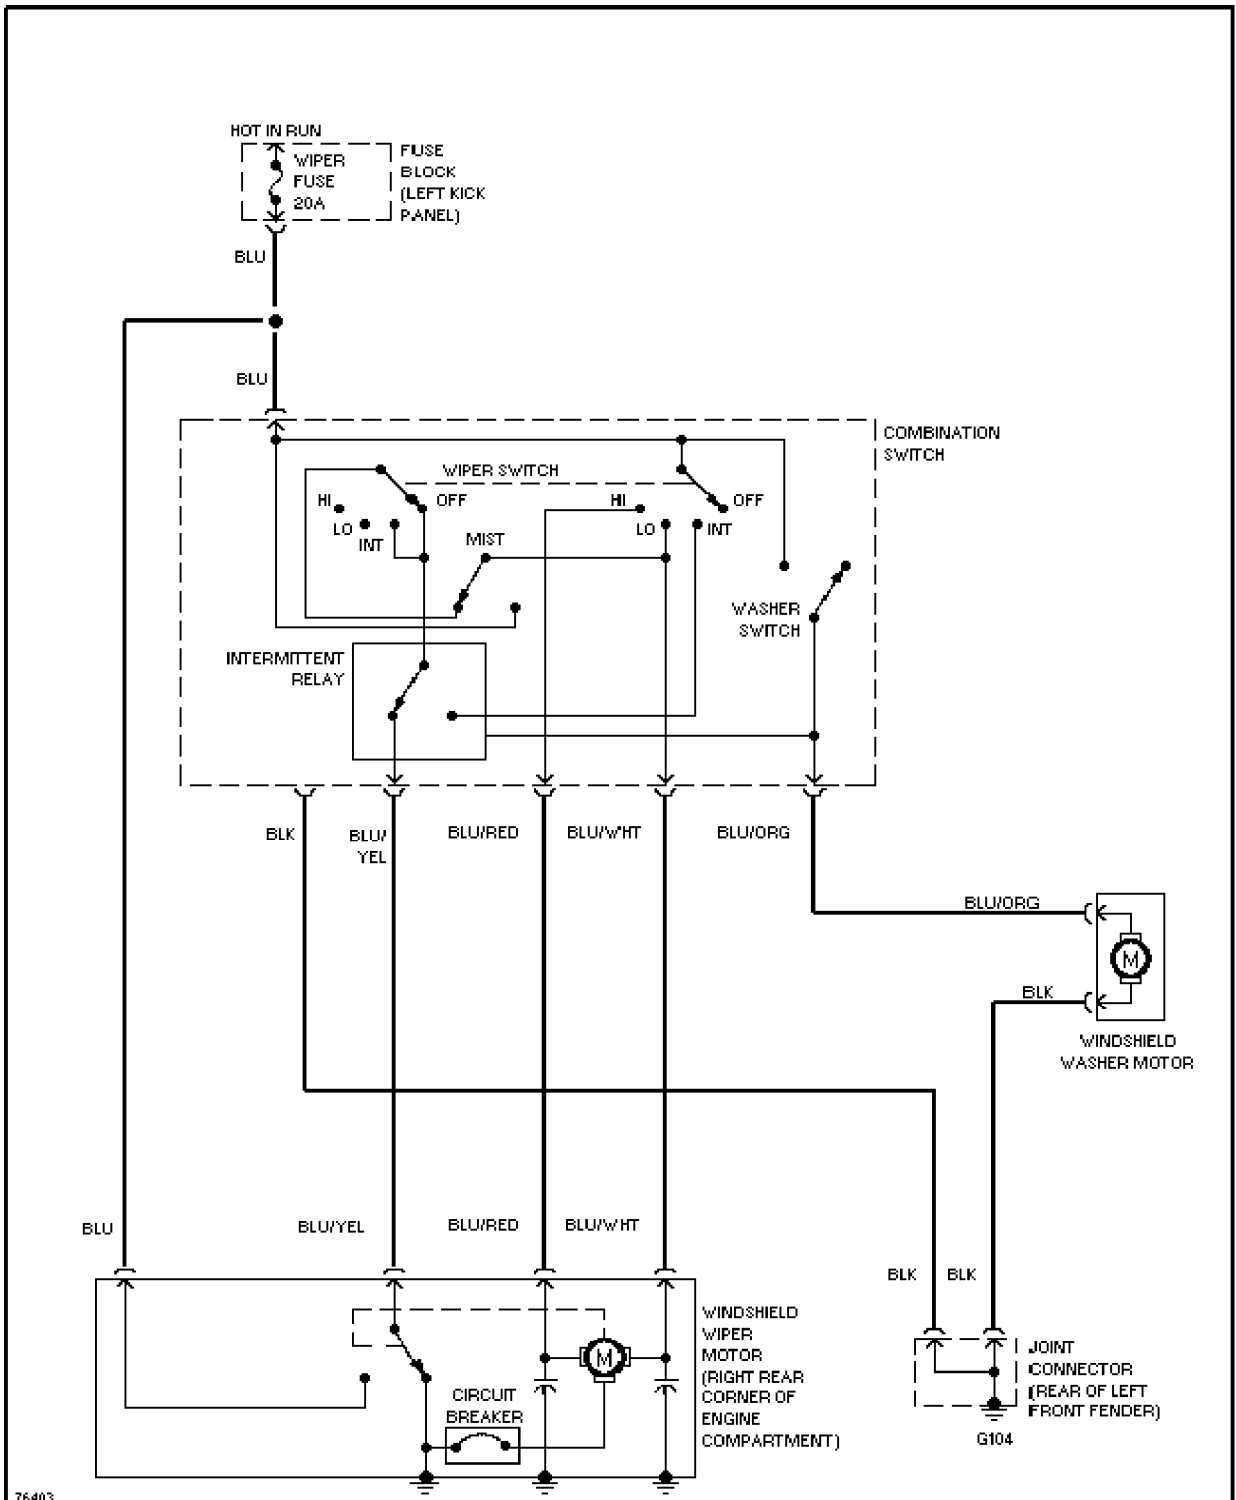 HOT IN RUN
WIPER
FUSE
20A
FUSE
BLOCK
(LEFT KICK
PANEL)
BLU
BLU
COMBINATION
SWITCH
WIPER SWITCH
HI
OFF
LO
INT
MIST
HI
OFF
LO
INT
WASHER
SWITCH
INTERMITTENT
RELAY
BLK
BLU/
YEL
BLU/RED
BLU/WHT
BLU/ORG
BLU/ORG
M
BLK
WINDSHIELD
WASHER MOTOR
BLU
BLU/YEL
BLU/RED
BLU/WHT
BLK
BLK
WINDSHIELD
WIPER
MOTOR
(RIGHT REAR
CORNER OF
ENGINE
COMPARTMENT)
M
CIRCUIT
BREAKER
JOINT
CONNECTOR
(REAR OF LEFT
FRONT FENDER)
G104
76403